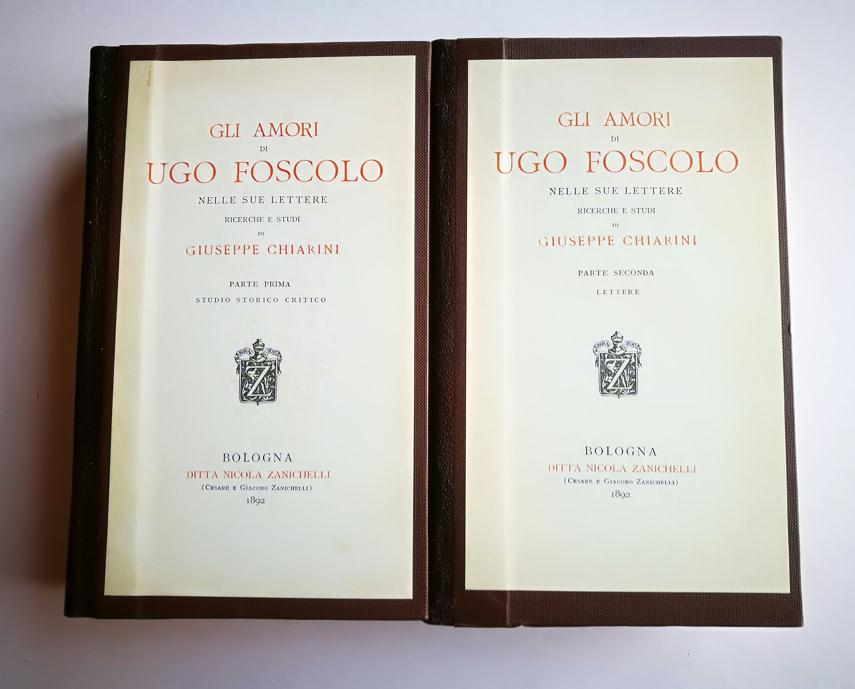 GLI AMORI
DI
UGO FOSCOLO
NELLE SUE LETTERE
RICERCHE E STUDI
DI
GIUSEPPE CHIARINI
PARTE PRIMA
STUDIO STORICO CRITICO
Z
BOLOGNA
DITTA NICOLA ZANICHELLI
(CESARE E GIACOMO ZANICHELLI)
1892
GLI AMORI
DI
UGO FOSCOLO
NELLE SUE LETTERE
RICERCHE E STUDI
DI
GIUSEPPE CHIARINI
PARTE SECONDA
LETTERE
Z
BOLOGNA
DITTA NICOLA ZANICHELLI
(CESARE E GIACOMO ZANICHELLI)
1892